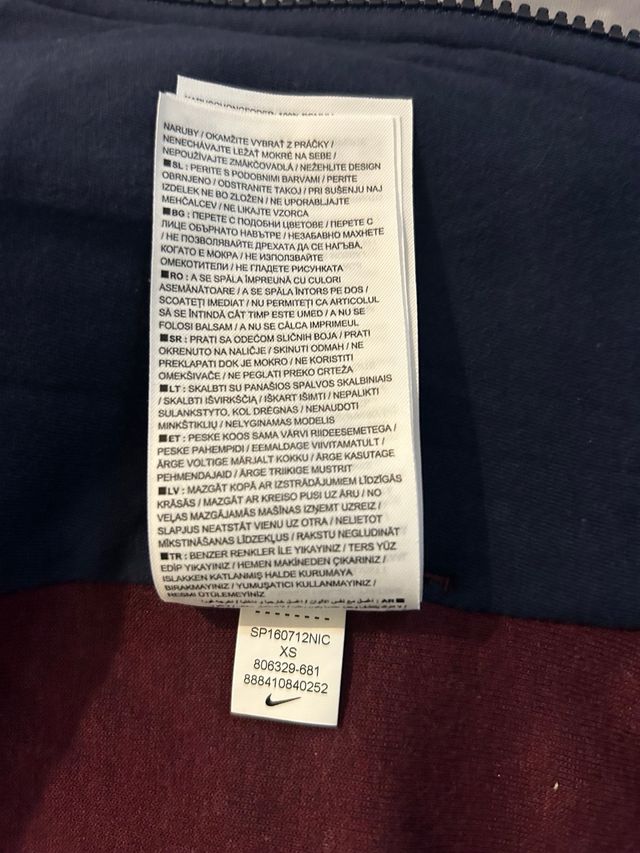 NARUBY / OKAMŽITE VYBRAŤ Z PRÁČKY /
NENECHÁVAJTE LEŽAŤ MOKRÉ NA SEBE /
NEPOUŽÍVAJTE ZMÄKČOVADLÁ / NEŽEHLITE DESIGN
■ SL : PERITE S PODOBNIMI BARVAMI / PERITE
OBRNJENO / ODSTRANITE TAKOJ / PRI SUŠENJU NAJ
IZDELEK NE BO ZLOŽEN / NE UPORABLJAJTE
MEHČALCEV / NE LIKAJTE VZORCA
■ BG : ПЕРЕТЕ С ПОДОБНИ ЦВЕТОВЕ / ПЕРЕТЕ С
ЛИЦЕ ОБЪРНАТО НАВЪТРЕ / НЕЗАБАВНО МАХНЕТЕ
/ НЕ ПОЗВОЛЯВАЙТЕ ДРЕХАТА ДА СЕ НАГЪВА,
КОГАТО Е МОКРА / НЕ ИЗПОЛЗВАЙТЕ
ОМЕКОТИТЕЛИ / НЕ ГЛАДЕТЕ РИСУНКАТА
■ RO : A SE SPĂLA ÎMPREUNĂ CU CULORI
ASEMĂNATOARE / A SE SPĂLA ÎNTORS PE DOS /
SCOATEŢI IMEDIAT / NU PERMITEŢI CA ARTICOLUL
SĂ SE ÎNTINDĂ CÂT TIMP ESTE UMED / A NU SE
FOLOSI BALSAM / A NU SE CĂLCA IMPRIMEUL
■ SR : PRATI SA ODEĆOM SLIČNIH BOJA / PRATI
OKRENUTO NA NALIČJE / SKINUTI ODMAH / NE
PREKLAPATI DOK JE MOKRO / NE KORISTITI
OMEKŠIVAČE / NE PEGLATI PREKO CRTEŽA
■ LT : SKALBTI SU PANAŠIOS SPALVOS SKALBINIAIS
/ SKALBTI IŠVIRKŠČIĄ / IŠKART IŠIMTI / NEPALIKTI
SULANKSTYTO, KOL DRĖGNAS / NENAUDOTI
MINKŠTIKLIŲ / NELYGINAMAS MODELIS
■ ET : PESKE KOOS SAMA VÄRVI RIIDEESEMETEGA /
PESKE PAHEMPIDI / EEMALDAGE VIIVITAMATULT /
ÄRGE VOLTIGE MÄRJALT KOKKU / ÄRGE KASUTAGE
PEHMENDAJAID / ÄRGE TRIIKIGE MUSTRIT
■ LV : MAZGĀT KOPĀ AR IZSTRĀDĀJUMIEM LĪDZĪGĀS
KRĀSĀS / MAZGĀT AR KREISO PUSI UZ ĀRU / NO
VEĻAS MAZGĀJAMĀS MAŠĪNAS IZŅEMT UZREIZ /
SLAPJUS NEATSTĀT VIENU UZ OTRA / NELIETOT
MĪKSTINĀŠANAS LĪDZEKĻUS / RAKSTU NEGLUDINĀT
■ TR : BENZER RENKLER İLE YIKAYINIZ / TERS YÜZ
EDİP YIKAYINIZ / HEMEN MAKİNEDEN ÇIKARINIZ /
ISLAKKEN KATLANMIŞ HALDE KURUMAYA
BIRAKMAYINIZ / YUMUŞATICI KULLANMAYINIZ /
RESMİ ÜTÜLEMEYİNİZ
■ AR :
SP160712NIC
XS
806329-681
888410840252